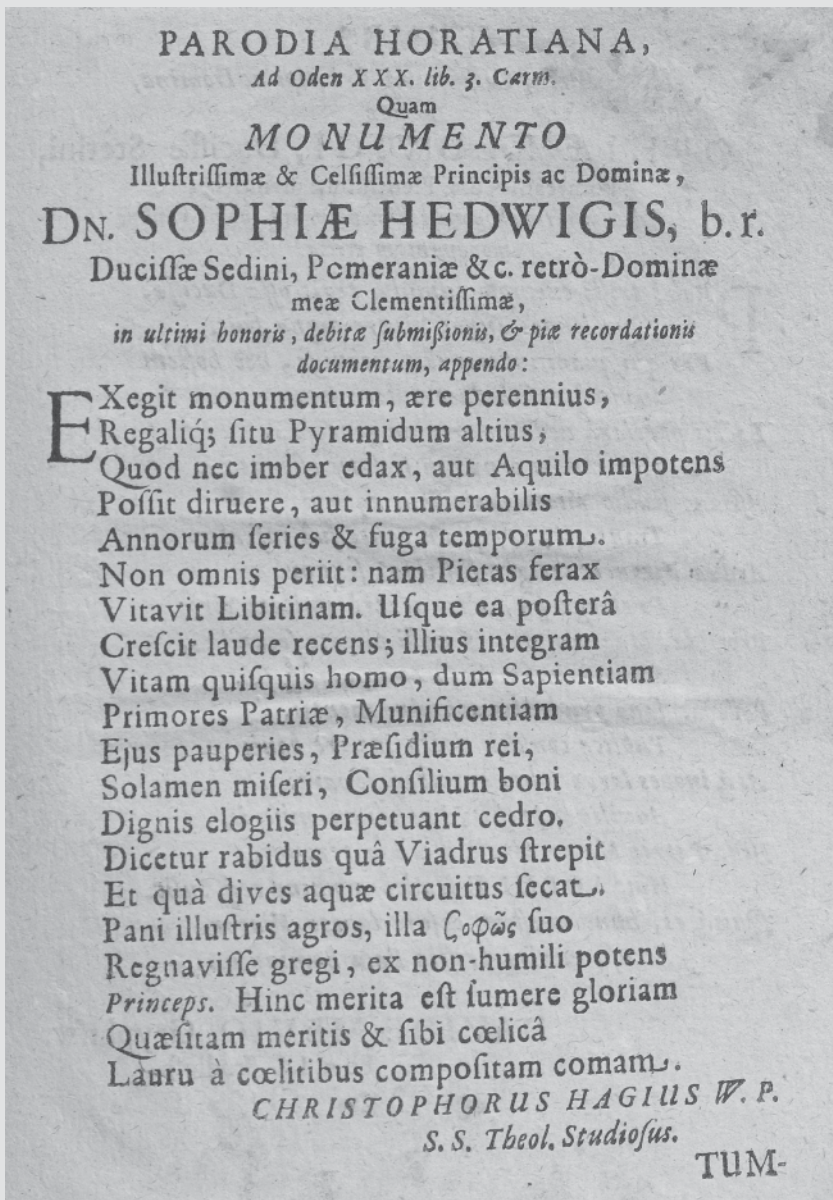 PARODIA HORATIANA,
Ad Oden XXX. lib. 3. Carm.
Quam
MONUMENTO
Illuſtriſſimæ & Celſiſſimæ Principis ac Dominæ,
DN. SOPHIÆ HEDWIGIS, b.r.
Duciſſæ Sedini, Pomeraniæ &c. retrò-Dominæ
meæ Clementiſſimæ,
in ultimi honoris, debitæ ſubmißionis, & piæ recordationis
documentum, appendo:
EXegit monumentum, ære perennius,
Regaliq́; ſitu Pyramidum altius,
Quod nec imber edax, aut Aquilo impotens
Poſſit diruere, aut innumerabilis
Annorum ſeries & fuga temporum.
Non omnis periit: nam Pietas ferax
Vitavit Libitinam. Uſque ea poſterâ
Creſcit laude recens; illius integram
Vitam quiſquis homo, dum Sapientiam
Primores Patriæ, Munificentiam
Ejus pauperies, Præſidium rei,
Solamen miſeri, Conſilium boni
Dignis elogiis perpetuant cedro.
Dicetur rabidus quâ Viadrus ſtrepit
Et quà dives aquæ circuitus ſecat.
Pani illuſtris agros, illa ζοφῶς ſuo
Regnaviſſe gregi, ex non-humili potens
Princeps. Hinc merita eſt ſumere gloriam
Quæſitam meritis & ſibi cœlicâ
Lauru à cœlitibus compoſitam comam.
CHRISTOPHORUS HAGIUS W. P.
S. S. Theol. Studioſus.
TUM-